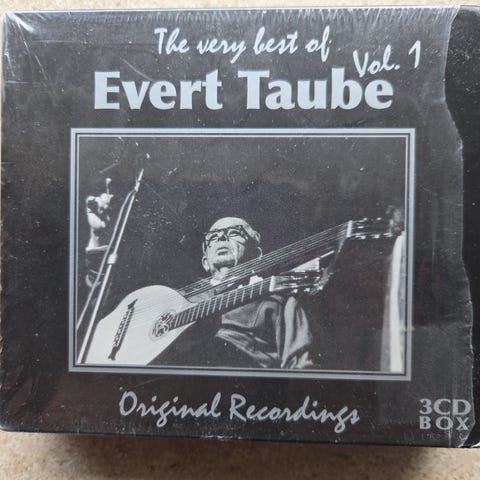 The very best of
Vol. 1
Evert Taube
Original Recordings
3CD
BOX